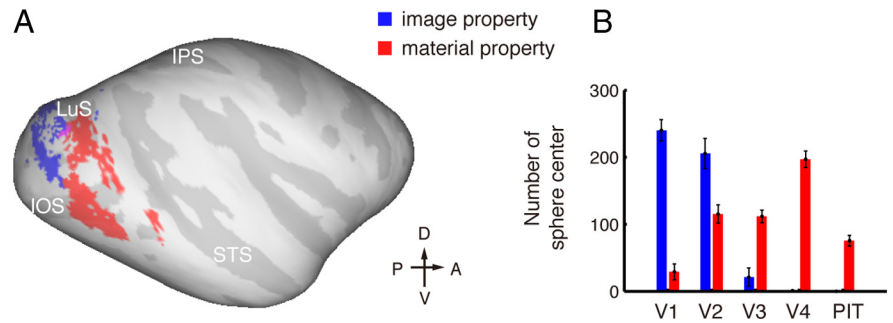 A
image property
material property
B
IPS
LuS
IOS
STS
D
P
A
V
Number of
sphere center
300
200
100
0
V1
V2
V3
V4
PIT